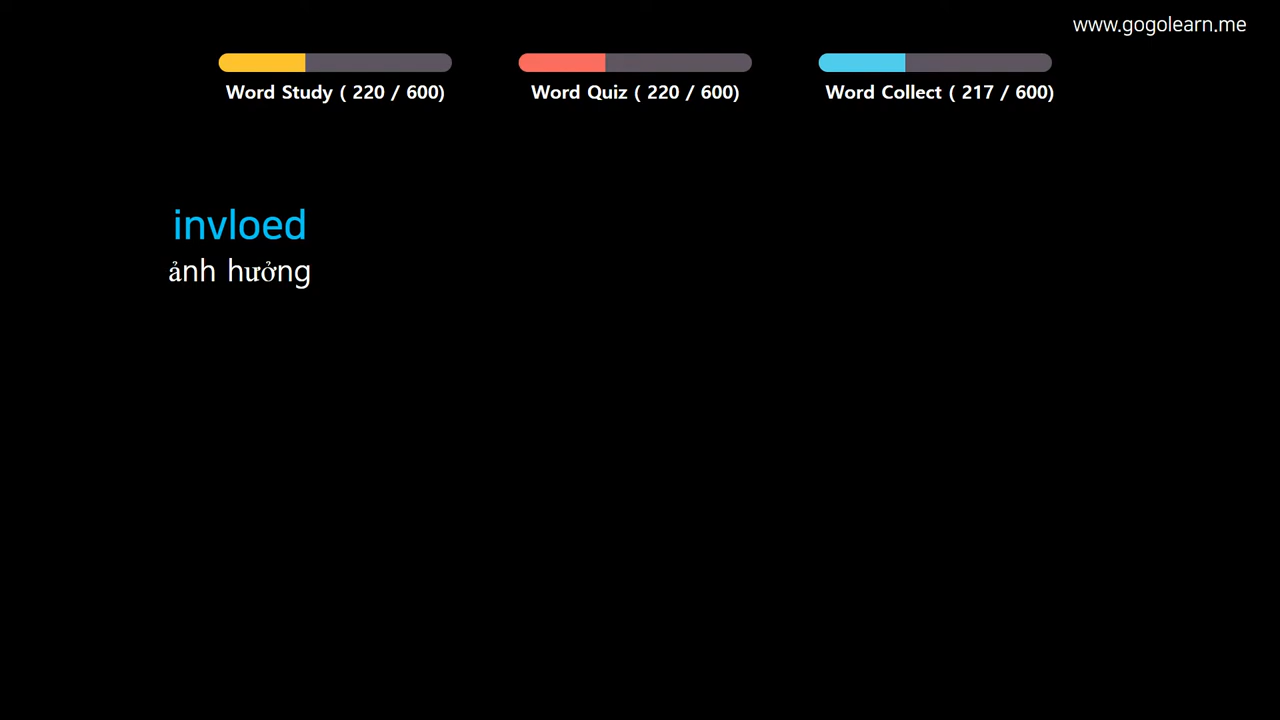 www.gogolearn.me
Word Study ( 220 / 600)
Word Quiz ( 220 / 600)
Word Collect ( 217 / 600)
invloed
ảnh hưởng